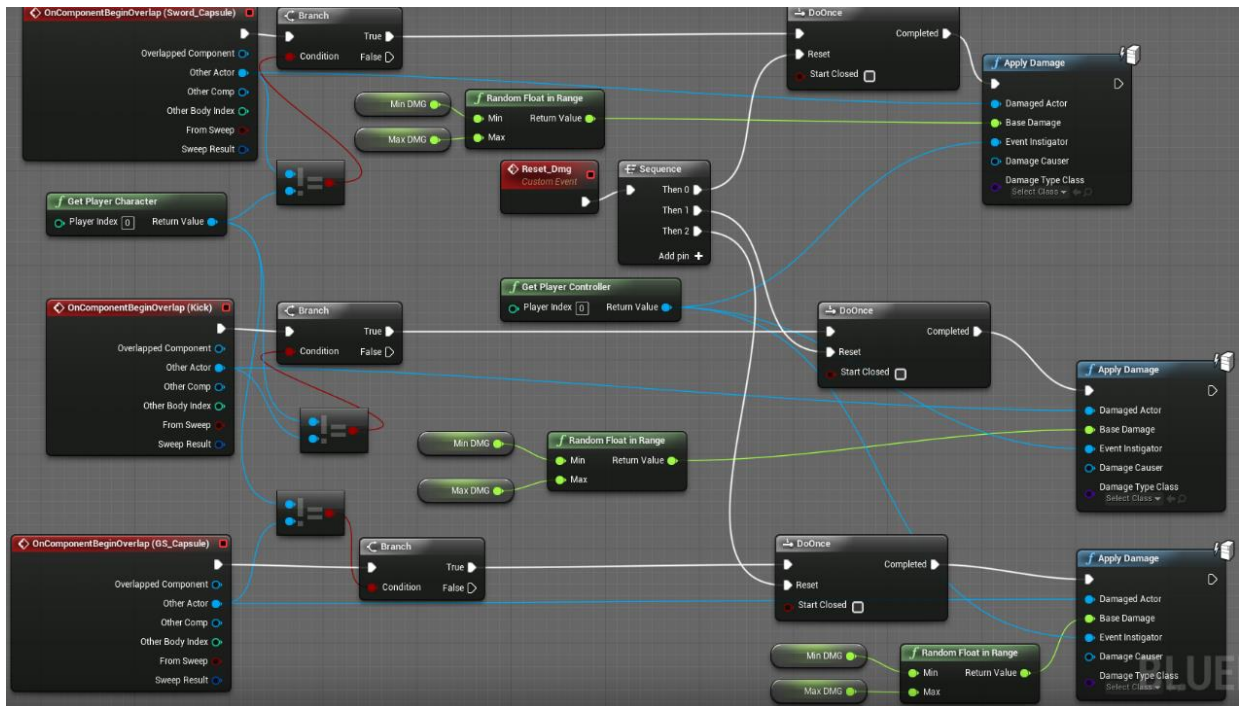 OnComponentBeginOverlap (Sword_Capsule)
Overlapped Component
Other Actor
Other Comp
Other Body Index
From Sweep
Sweep Result
Branch
True
Condition
False
DoOnce
Completed
Reset
Start Closed
Apply Damage
Damaged Actor
Base Damage
Event Instigator
Damage Causer
Damage Type Class
Select Class
Min DMG
Max DMG
Random Float in Range
Min
Return Value
Max
Reset_Dmg
Custom Event
Sequence
Then 0
Then 1
Then 2
Add pin +
!=
Get Player Character
Player Index 0
Return Value
Get Player Controller
Player Index 0
Return Value
OnComponentBeginOverlap (Kick)
Overlapped Component
Other Actor
Other Comp
Other Body Index
From Sweep
Sweep Result
Branch
True
Condition
False
DoOnce
Completed
Reset
Start Closed
Apply Damage
Damaged Actor
Base Damage
Event Instigator
Damage Causer
Damage Type Class
Select Class
!=
Min DMG
Max DMG
Random Float in Range
Min
Return Value
Max
!=
OnComponentBeginOverlap (GS_Capsule)
Overlapped Component
Other Actor
Other Comp
Other Body Index
From Sweep
Sweep Result
Branch
True
Condition
False
DoOnce
Completed
Reset
Start Closed
Apply Damage
Damaged Actor
Base Damage
Event Instigator
Damage Causer
Damage Type Class
Select Class
Min DMG
Max DMG
Random Float in Range
Min
Return Value
Max
BLUE